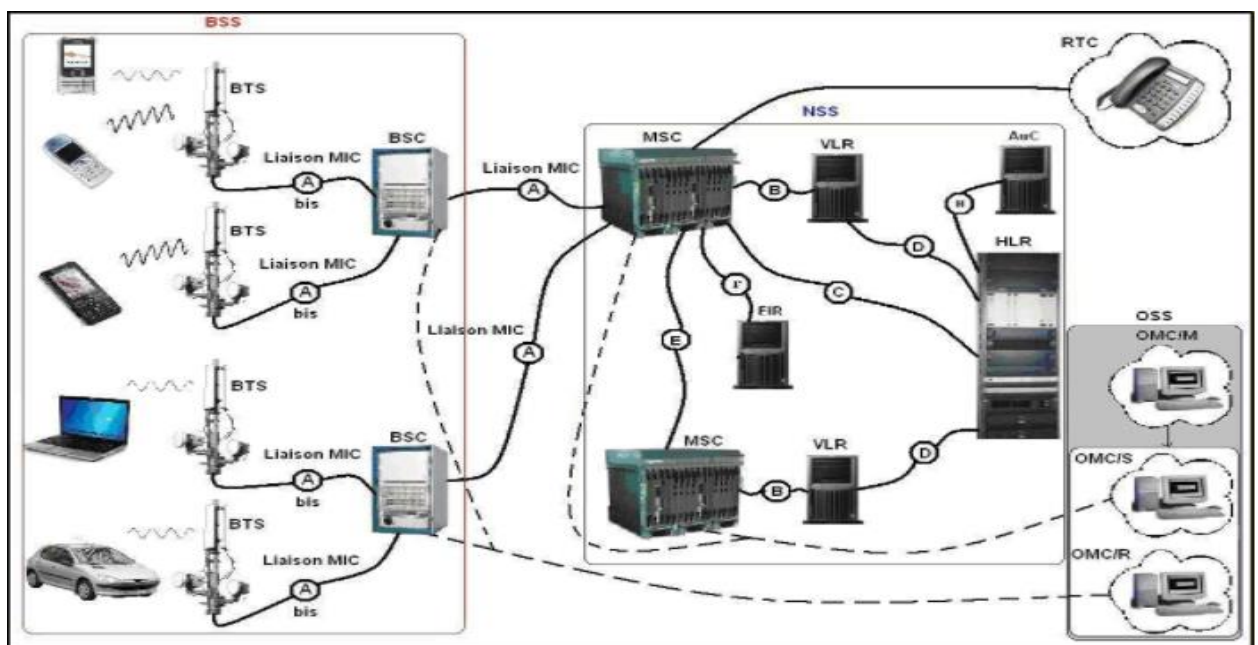 BSS
BTS
BSC
Liaison MIC
A
bis
BTS
Liaison MIC
A
bis
BTS
Liaison MIC
A
bis
BSC
BTS
Liaison MIC
A
bis
Liaison MIC
A
Liaison MIC
A
RTC
NSS
MSC
VLR
AuC
B
H
D
HLR
C
F
EIR
E
MSC
VLR
B
D
OSS
OMC/M
OMC/S
OMC/R